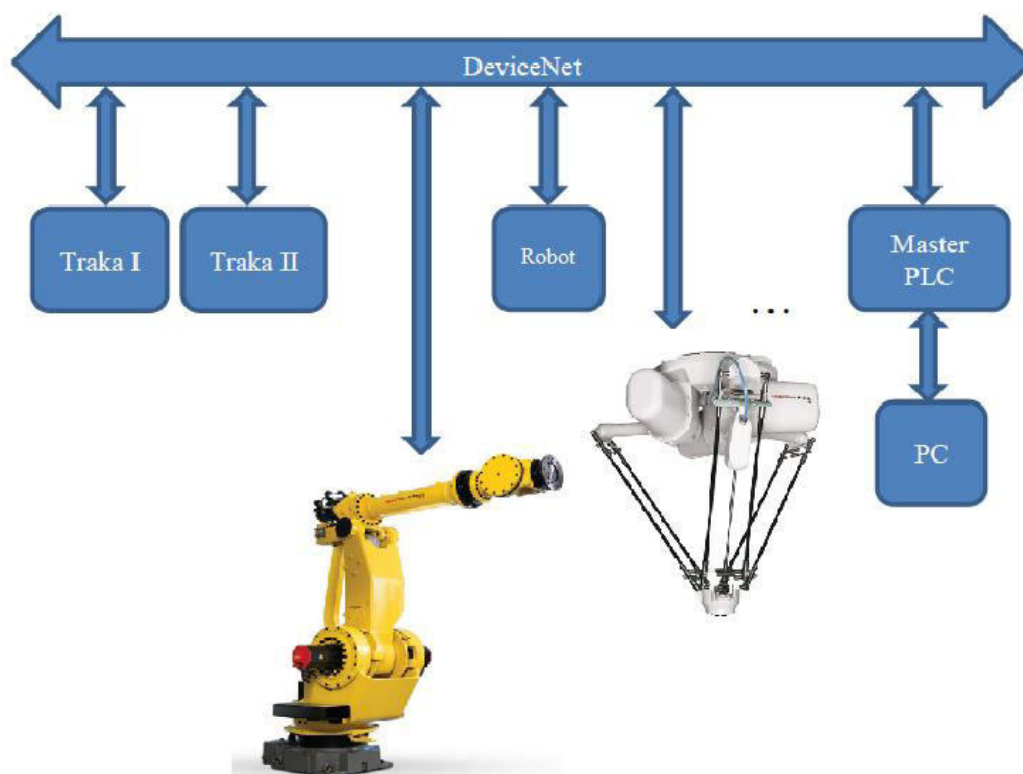 DeviceNet
Traka I
Traka II
Robot
Master
PLC
...
PC